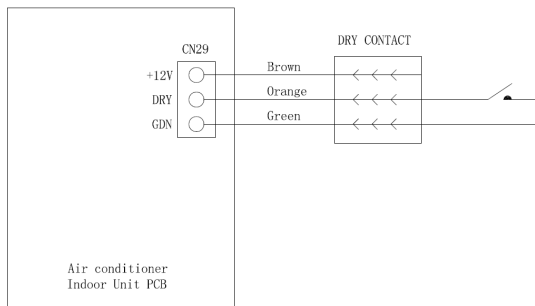 DRY CONTACT
CN29
+12V
Brown
DRY
Orange
GDN
Green
Air conditioner
Indoor Unit PCB